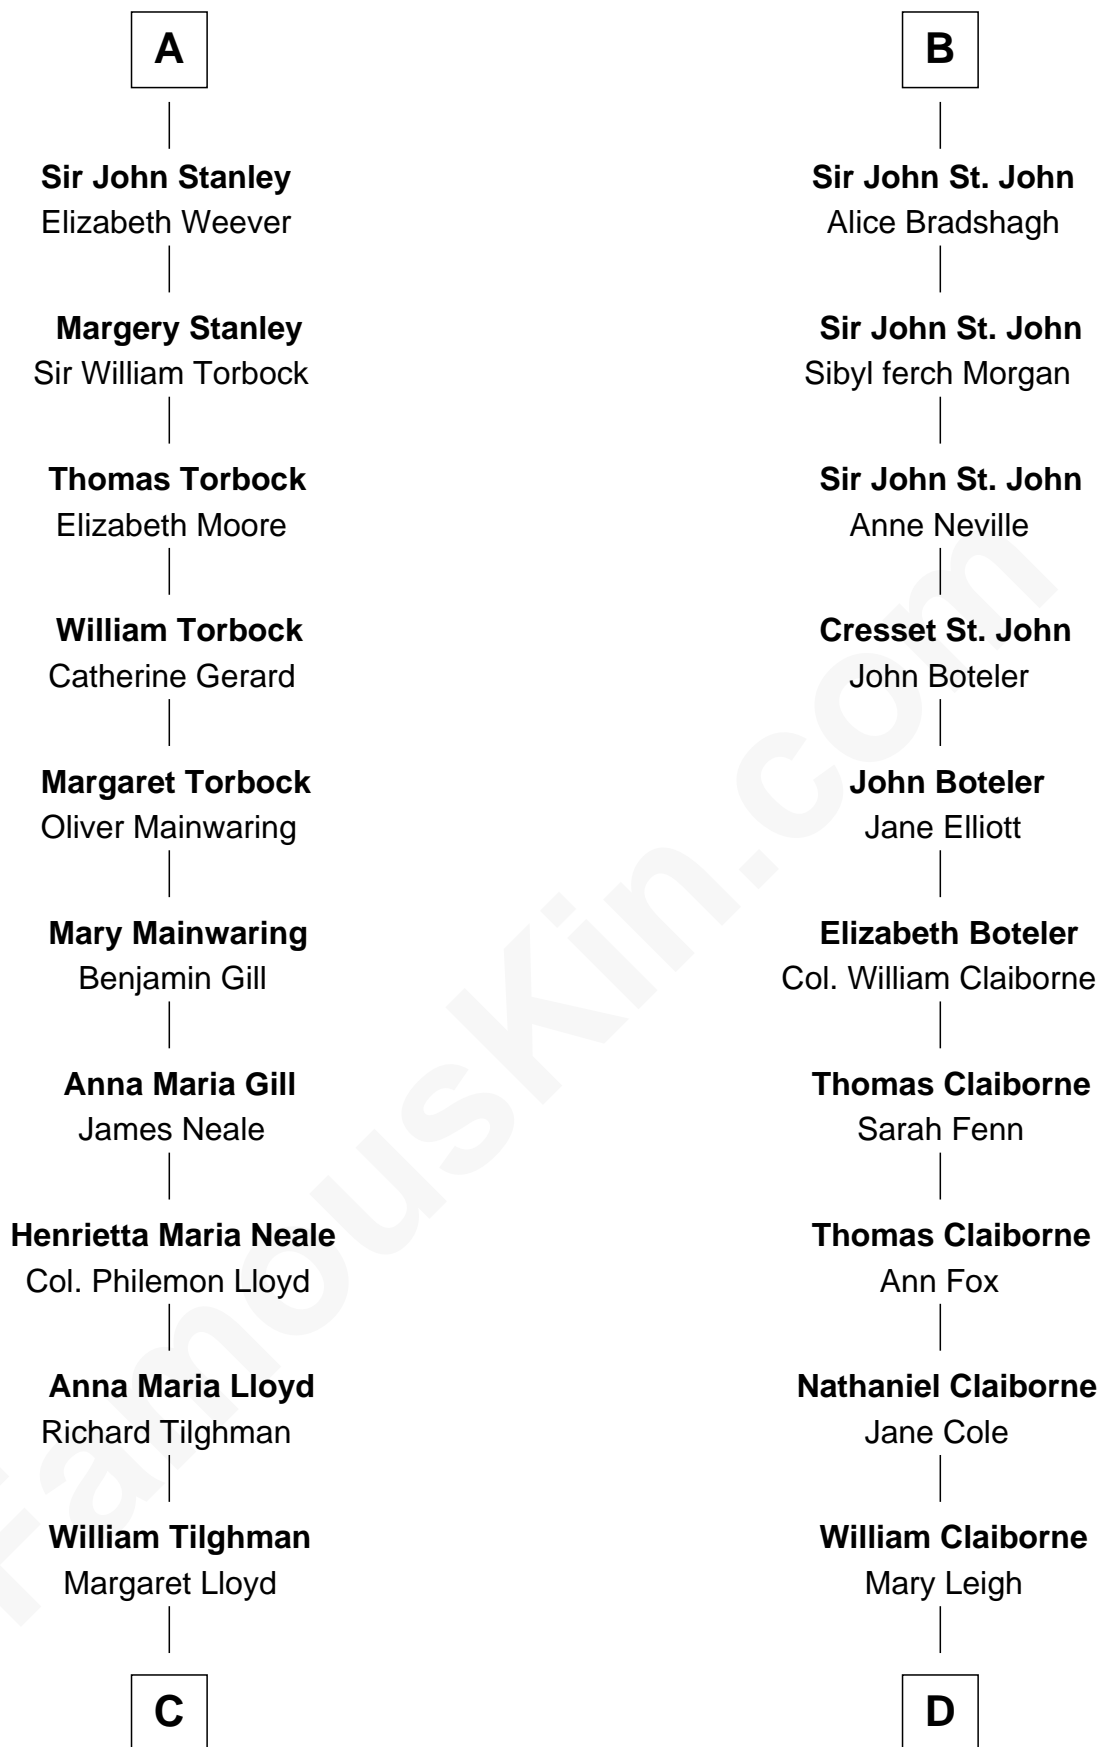 A
Sir John Stanley
Elizabeth Weever
Margery Stanley
Sir William Torbock
Thomas Torbock
Elizabeth Moore
William Torbock
Catherine Gerard
Margaret Torbock
Oliver Mainwaring
Mary Mainwaring
Benjamin Gill
Anna Maria Gill
James Neale
Henrietta Maria Neale
Col. Philemon Lloyd
Anna Maria Lloyd
Richard Tilghman
William Tilghman
Margaret Lloyd
C
B
Sir John St. John
Alice Bradshagh
Sir John St. John
Sibyl ferch Morgan
Sir John St. John
Anne Neville
Cresset St. John
John Boteler
John Boteler
Jane Elliott
Elizabeth Boteler
Col. William Claiborne
Thomas Claiborne
Sarah Fenn
Thomas Claiborne
Ann Fox
Nathaniel Claiborne
Jane Cole
William Claiborne
Mary Leigh
D
FamousKin.com